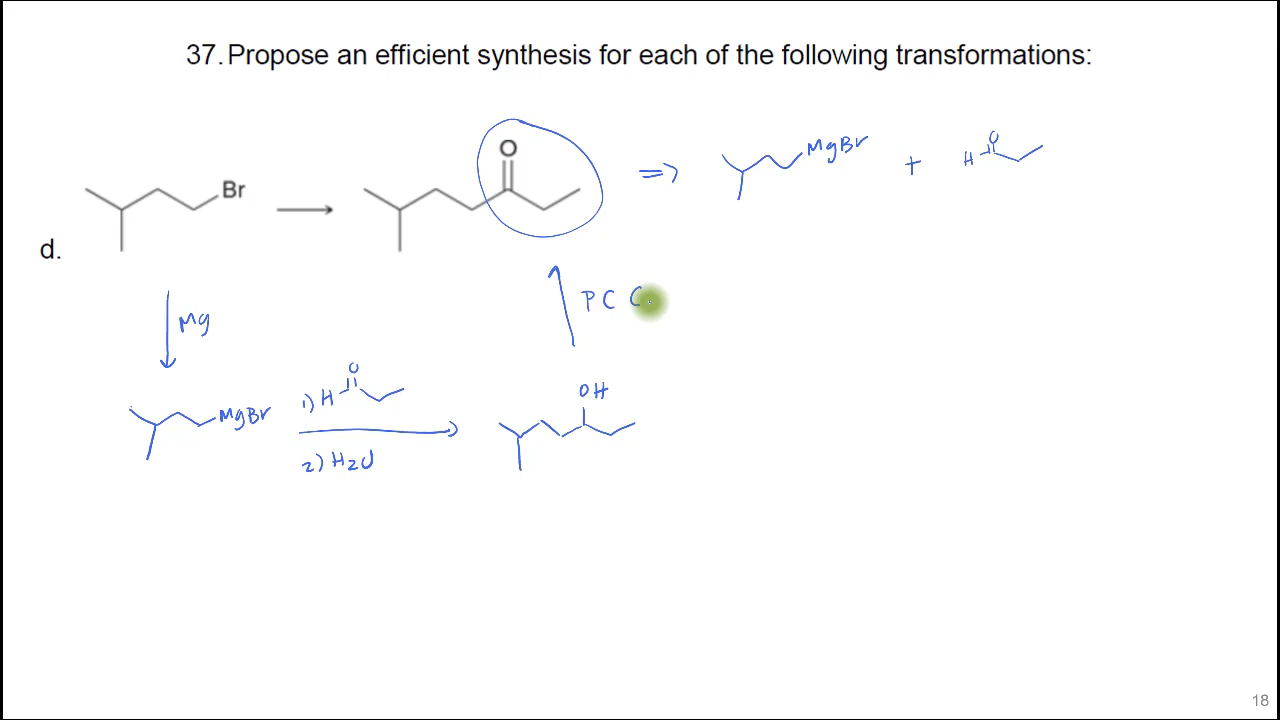 37. Propose an efficient synthesis for each of the following transformations:
O
Br
d.
MgBr
+
H
O
Mg
PCC
MgBr
1) H
O
2) H2O
OH
18